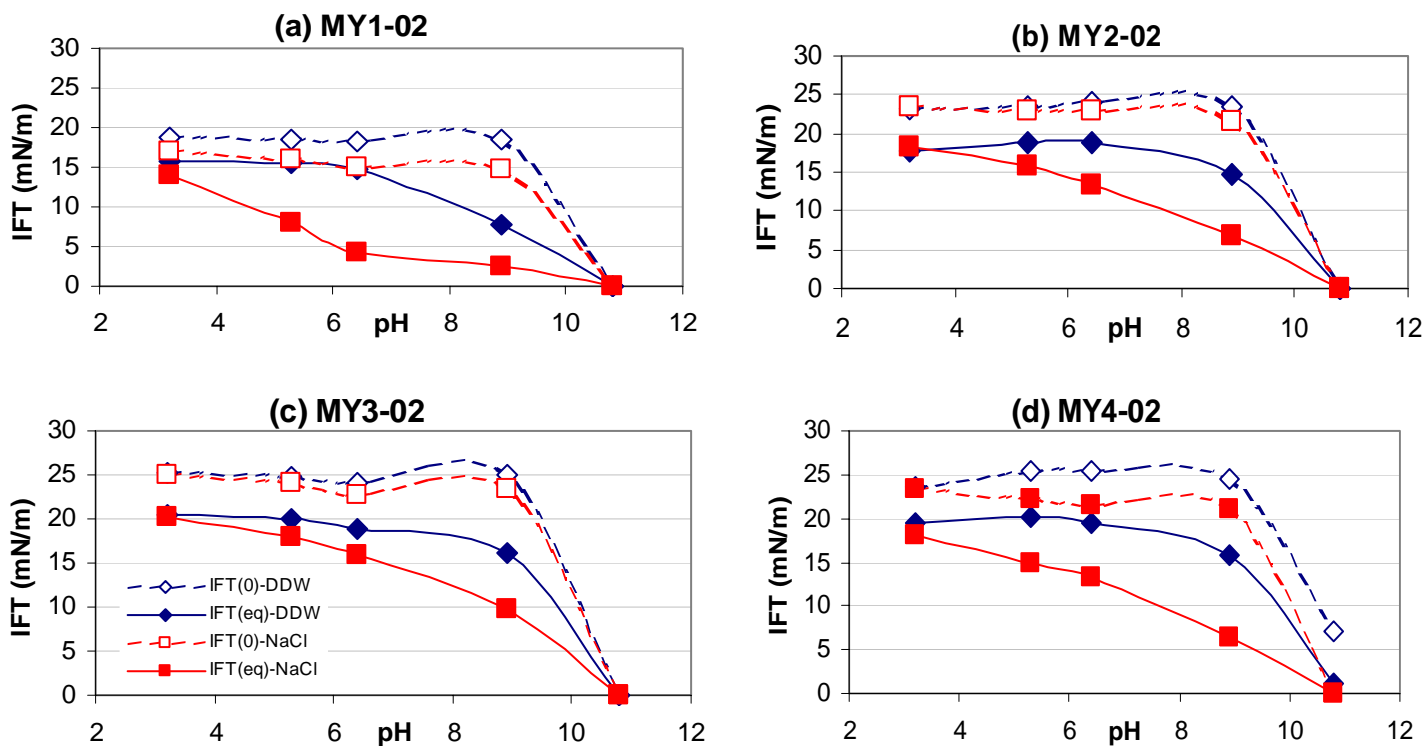 (a) MY1-02
IFT (mN/m)
30
25
20
15
10
5
0
2 4 6 8 10 12
pH
(b) MY2-02
IFT (mN/m)
30
25
20
15
10
5
0
2 4 6 8 10 12
pH
(c) MY3-02
IFT (mN/m)
30
25
20
15
10
5
0
IFT(0)-DDW
IFT(eq)-DDW
IFT(0)-NaCl
IFT(eq)-NaCl
2 4 6 8 10 12
pH
(d) MY4-02
IFT (mN/m)
30
25
20
15
10
5
0
2 4 6 8 10 12
pH